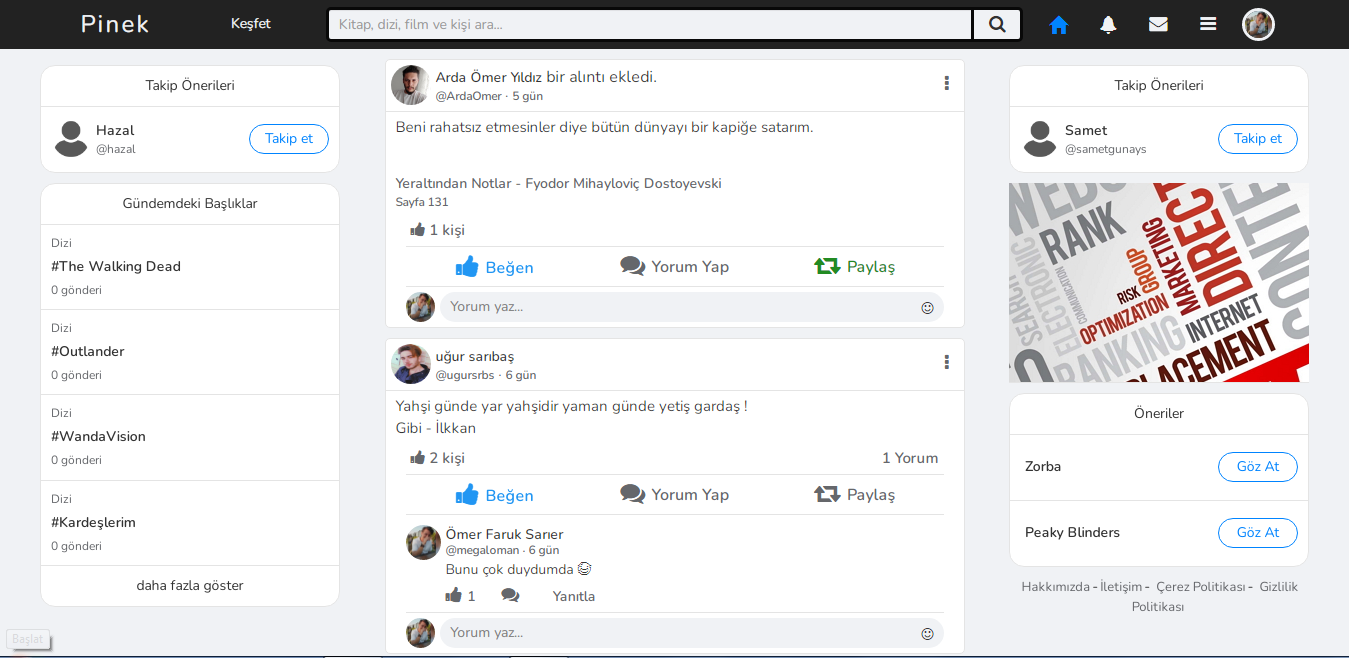 Pinek
Keşfet
Kitap, dizi, film ve kişi ara...
Takip Önerileri
Hazal
@hazal
Takip et
Gündemdeki Başlıklar
Dizi
#The Walking Dead
0 gönderi
Dizi
#Outlander
0 gönderi
Dizi
#WandaVision
0 gönderi
Dizi
#Kardeşlerim
0 gönderi
daha fazla göster
Başlat
Arda Ömer Yıldız bir alıntı ekledi.
@ArdaOmer · 5 gün
Beni rahatsız etmesinler diye bütün dünyayı bir kapiğe satarım.
Yeraltından Notlar - Fyodor Mihayloviç Dostoyevski
Sayfa 131
1 kişi
Beğen Yorum Yap Paylaş
Yorum yaz...
uğur sarıbaş
@ugursrbs · 6 gün
Yahşi günde yar yahşidir yaman günde yetiş gardaş !
Gibi - İlkkan
2 kişi 1 Yorum
Beğen Yorum Yap Paylaş
Ömer Faruk Sarıer
@megaloman · 6 gün
Bunu çok duydumda 😂
1 Yanıtla
Yorum yaz...
Takip Önerileri
Samet
@sametgunays
Takip et
RANK
SEARCH
ELECTRONIC
COMMUNICATION
RISK
GROUP
MARKETING
DIRECT
OPTIMIZATION
RANKING
INTERNET
Öneriler
Zorba
Göz At
Peaky Blinders
Göz At
Hakkımızda - İletişim - Çerez Politikası - Gizlilik
Politikası